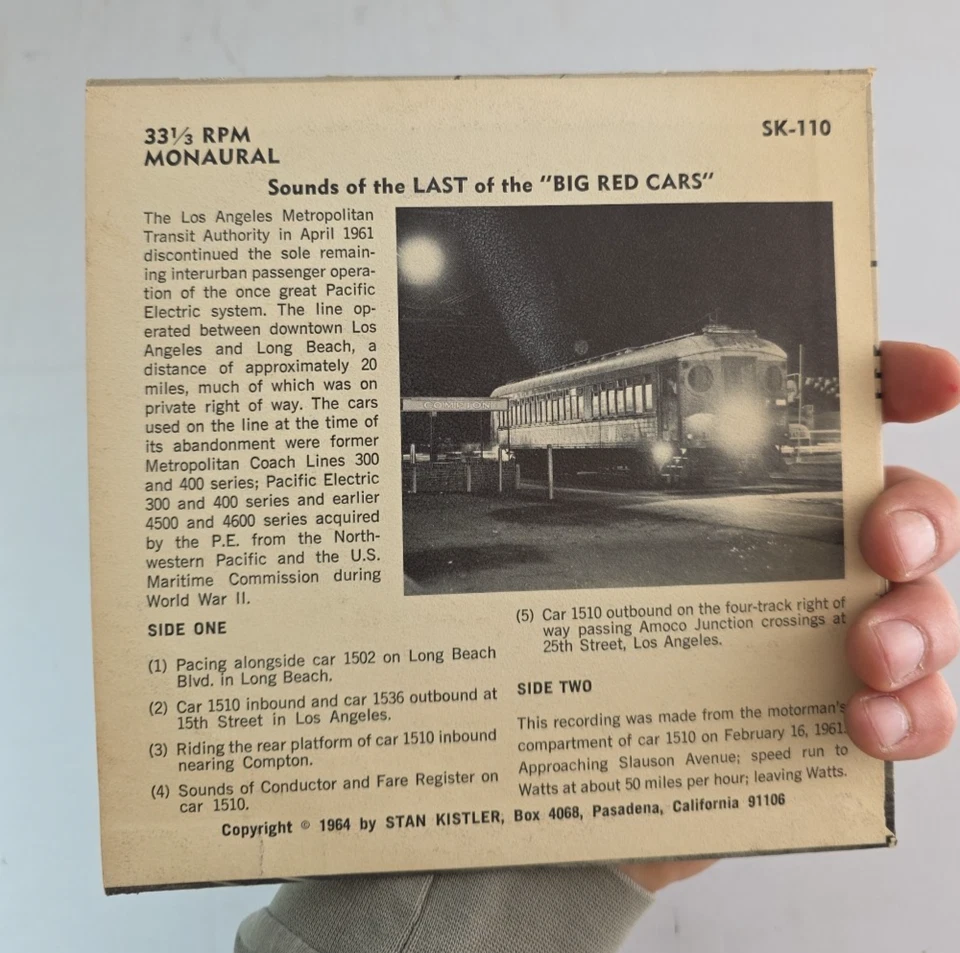 33⅓ RPM
MONAURAL
SK-110
Sounds of the LAST of the "BIG RED CARS"
The Los Angeles Metropolitan
Transit Authority in April 1961
discontinued the sole remain-
ing interurban passenger opera-
tion of the once great Pacific
Electric system. The line op-
erated between downtown Los
Angeles and Long Beach, a
distance of approximately 20
miles, much of which was on
private right of way. The cars
used on the line at the time of
its abandonment were former
Metropolitan Coach Lines 300
and 400 series; Pacific Electric
300 and 400 series and earlier
4500 and 4600 series acquired
by the P.E. from the North-
western Pacific and the U.S.
Maritime Commission during
World War II.
COMPTON
SIDE ONE
(1) Pacing alongside car 1502 on Long Beach
Blvd. in Long Beach.
(2) Car 1510 inbound and car 1536 outbound at
15th Street in Los Angeles.
(3) Riding the rear platform of car 1510 inbound
nearing Compton.
(4) Sounds of Conductor and Fare Register on
car 1510.
(5) Car 1510 outbound on the four-track right of
way passing Amoco Junction crossings at
25th Street, Los Angeles.
SIDE TWO
This recording was made from the motorman's
compartment of car 1510 on February 16, 1961.
Approaching Slauson Avenue; speed run to
Watts at about 50 miles per hour; leaving Watts.
Copyright © 1964 by STAN KISTLER, Box 4068, Pasadena, California 91106